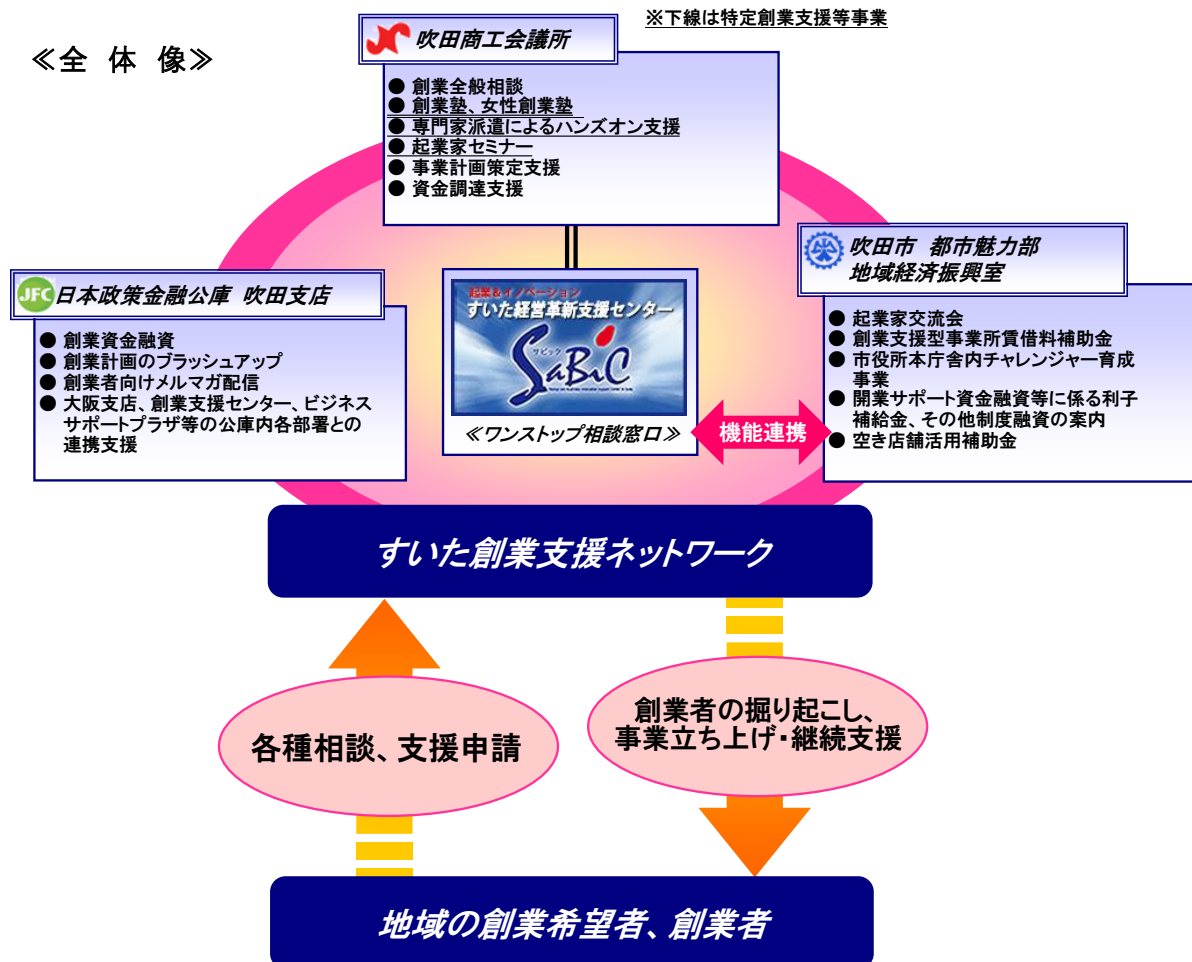 ※下線は特定創業支援等事業
≪全 体 像≫
吹田商工会議所
● 創業全般相談
● 創業塾、女性創業塾
● 専門家派遣によるハンズオン支援
● 起業家セミナー
● 事業計画策定支援
● 資金調達支援
JFC 日本政策金融公庫 吹田支店
● 創業資金融資
● 創業計画のブラッシュアップ
● 創業者向けメルマガ配信
● 大阪支店、創業支援センター、ビジネス
サポートプラザ等の公庫内各部署との
連携支援
起業&イノベーション
すいた経営革新支援センター
サビック
SaBiC
≪ワンストップ相談窓口≫
機能連携
吹田市 都市魅力部
地域経済振興室
● 起業家交流会
● 創業支援型事業所賃借料補助金
● 市役所本庁舎内チャレンジャー育成
事業
● 開業サポート資金融資等に係る利子
補給金、その他制度融資の案内
● 空き店舗活用補助金
すいた創業支援ネットワーク
各種相談、支援申請
創業者の掘り起こし、
事業立ち上げ・継続支援
地域の創業希望者、創業者